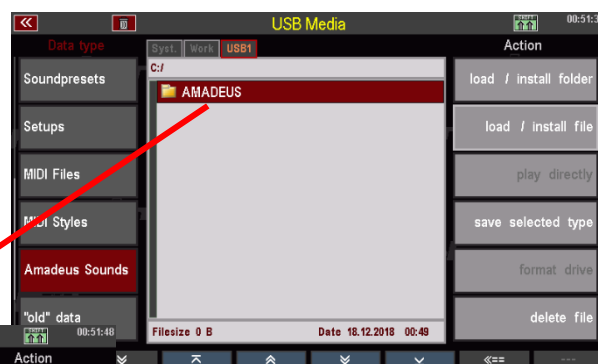 USB Media
00:51:3
Data type
Syst. Work USB1
Action
C:/
AMADEUS
Soundpresets
Setups
MIDI Files
MIDI Styles
Amadeus Sounds
"old" data
load / install folder
load / install file
play directly
save selected type
format drive
delete file
Filesize 0 B
Date 18.12.2018 00:49
00:51:48
Action
<==
---